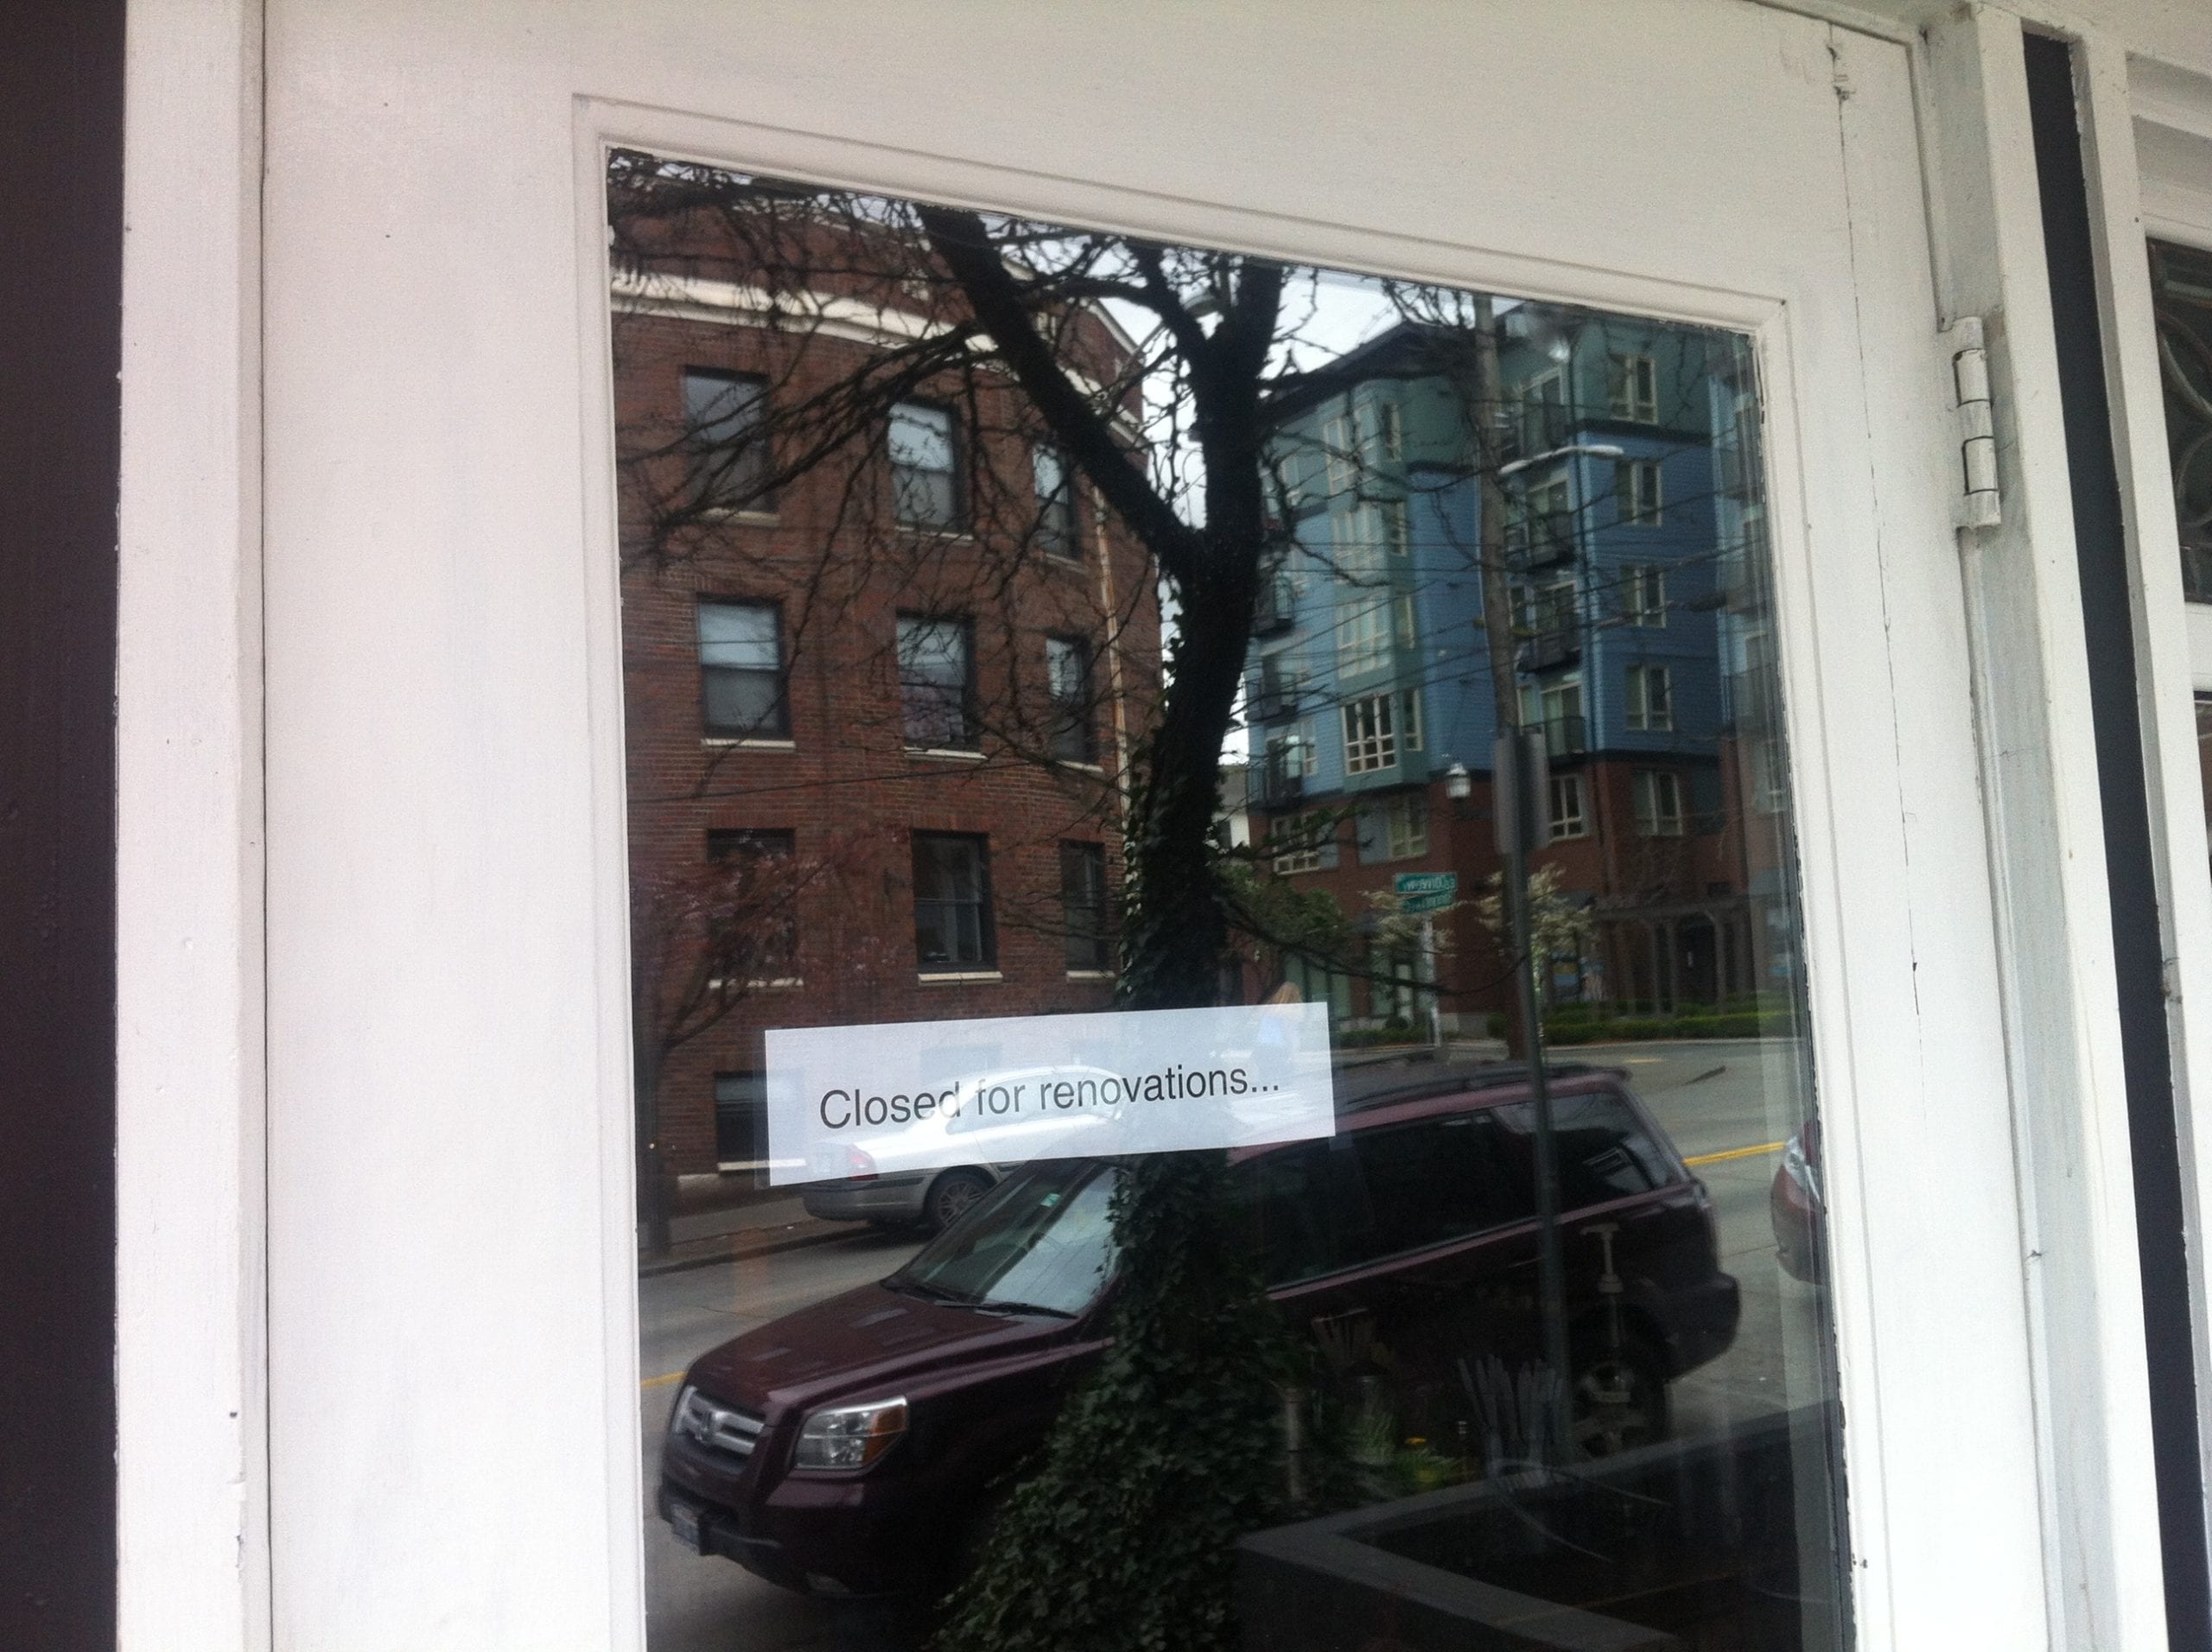 Closed for renovations...